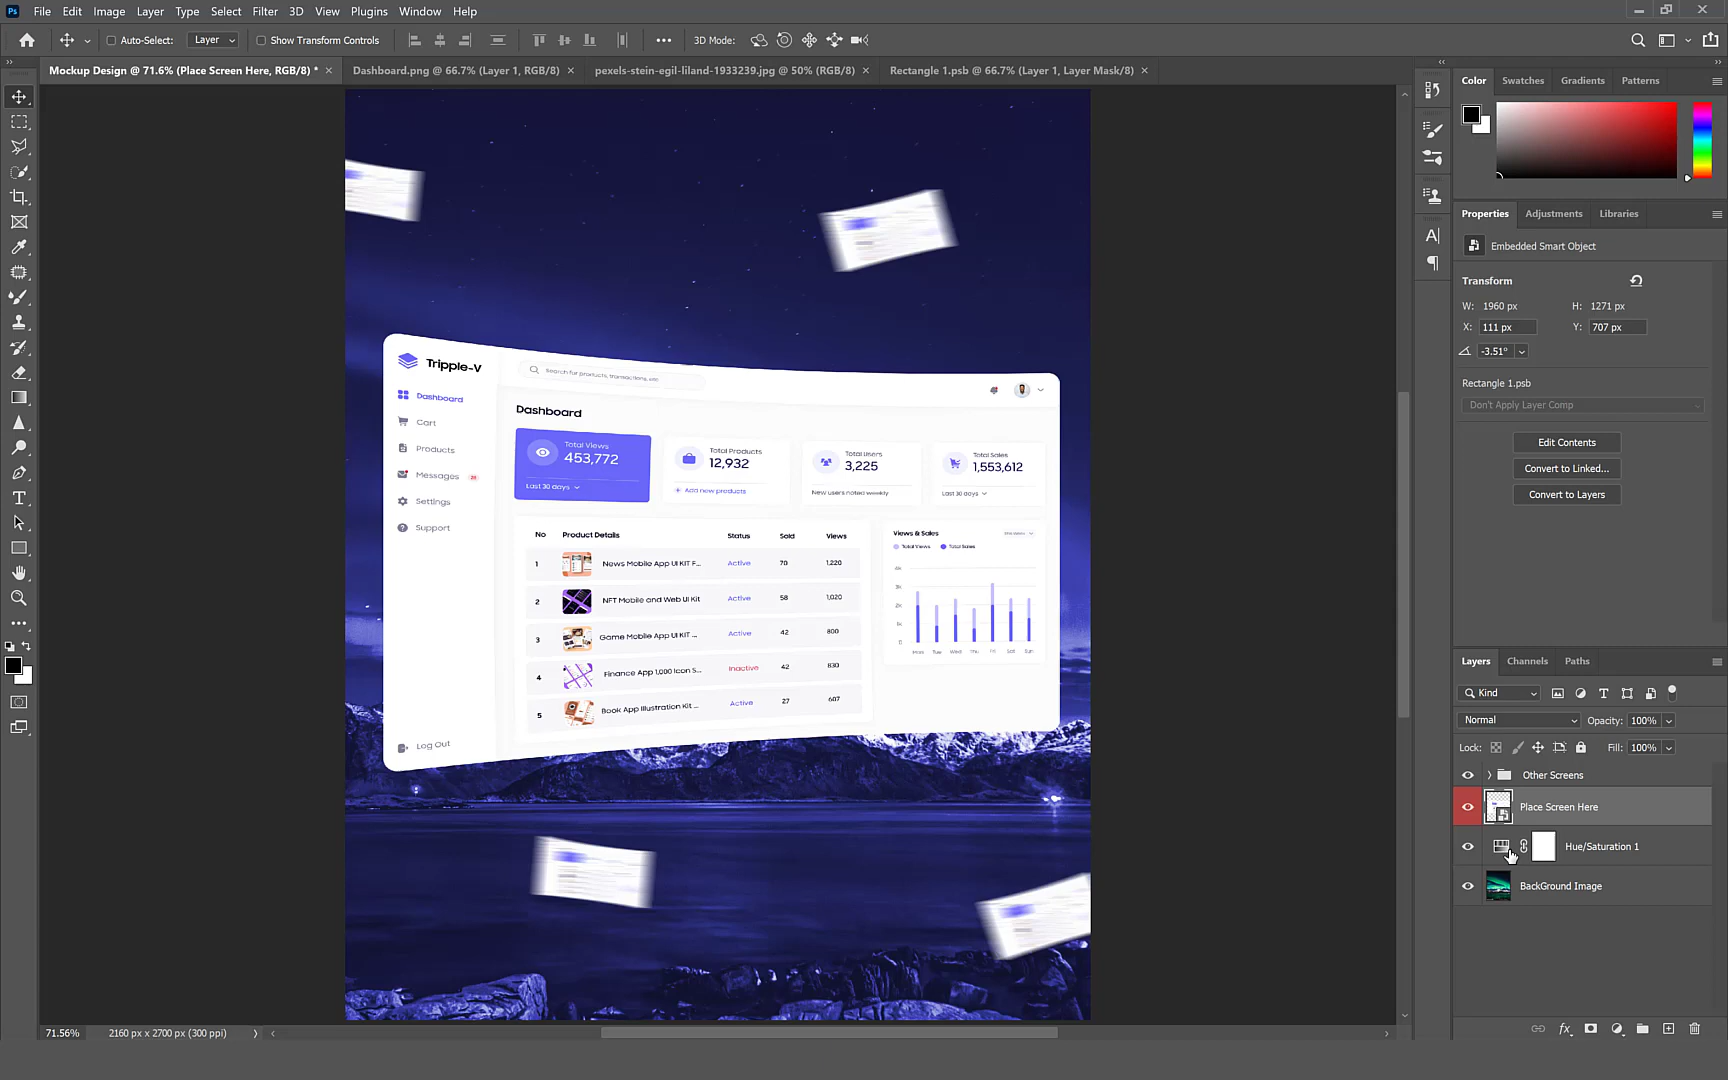 Ps File Edit Image Layer Type Select Filter 3D View Plugins Window Help
Auto-Select: Layer Show Transform Controls 3D Mode:
Mockup Design @ 71.6% (Place Screen Here, RGB/8) * × Dashboard.png @ 66.7% (Layer 1, RGB/8) × pexels-stein-egil-liland-1933239.jpg @ 50% (RGB/8) × Rectangle 1.psb @ 66.7% (Layer 1, Layer Mask/8) ×
Color Swatches Gradients Patterns
Properties Adjustments Libraries
Embedded Smart Object
Transform
W: 1960 px H: 1271 px
X: 111 px Y: 707 px
-3.51°
Rectangle 1.psb
Don't Apply Layer Comp
Edit Contents
Convert to Linked...
Convert to Layers
Layers Channels Paths
Kind
Normal Opacity: 100%
Lock: Fill: 100%
Other Screens
Place Screen Here
Hue/Saturation 1
BackGround Image
Tripple-V
Search for products, transactions, etc
Dashboard
Cart
Products
Messages
Settings
Support
Log Out
Dashboard
Total Views
453,772
Last 30 days
Total Products
12,932
+ Add new products
Total Users
3,225
New users noted weekly
Total Sales
1,553,612
Last 30 days
No Product Details Status Sold Views
1 News Mobile App UI KIT F... Active 70 1,220
2 NFT Mobile and Web UI Kit Active 58 1,020
3 Game Mobile App UI KIT ... Active 42 800
4 Finance App 1,000 Icon S... Inactive 42 830
5 Book App Illustration Kit ... Active 27 607
Views & Sales
Total Views Total Sales
4k
3k
2k
1k
0
Mon Tue Wed Thu Fri Sat Sun
71.56% 2160 px x 2700 px (300 ppi)